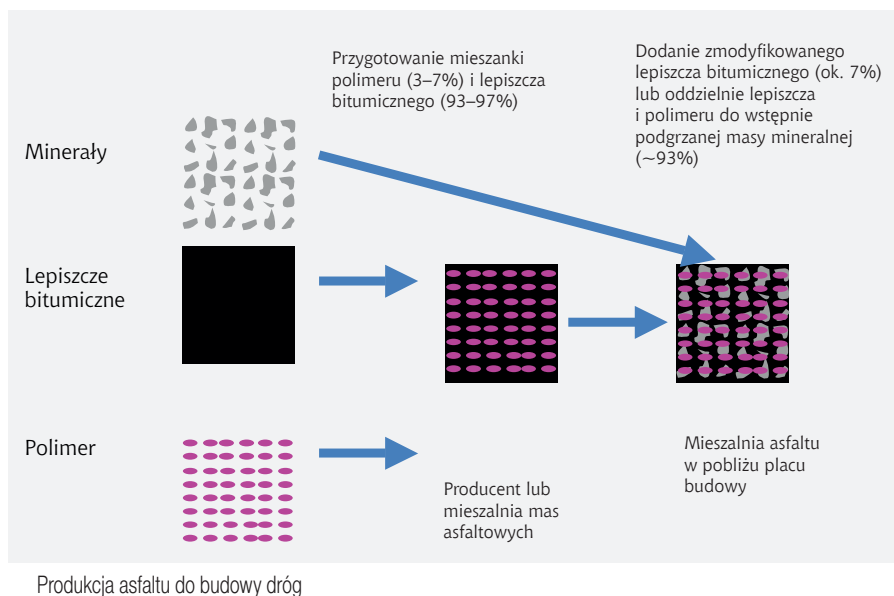 Przygotowanie mieszanki
polimeru (3–7%) i lepiszcza
bitumicznego (93–97%)
Dodanie zmodyfikowanego
lepiszcza bitumicznego (ok. 7%)
lub oddzielnie lepiszcza
i polimeru do wstępnie
podgrzanej masy mineralnej
(~93%)
Minerały
Lepiszcze
bitumiczne
Polimer
Producent lub
mieszalnia mas
asfaltowych
Mieszalnia asfaltu
w pobliżu placu
budowy
Produkcja asfaltu do budowy dróg